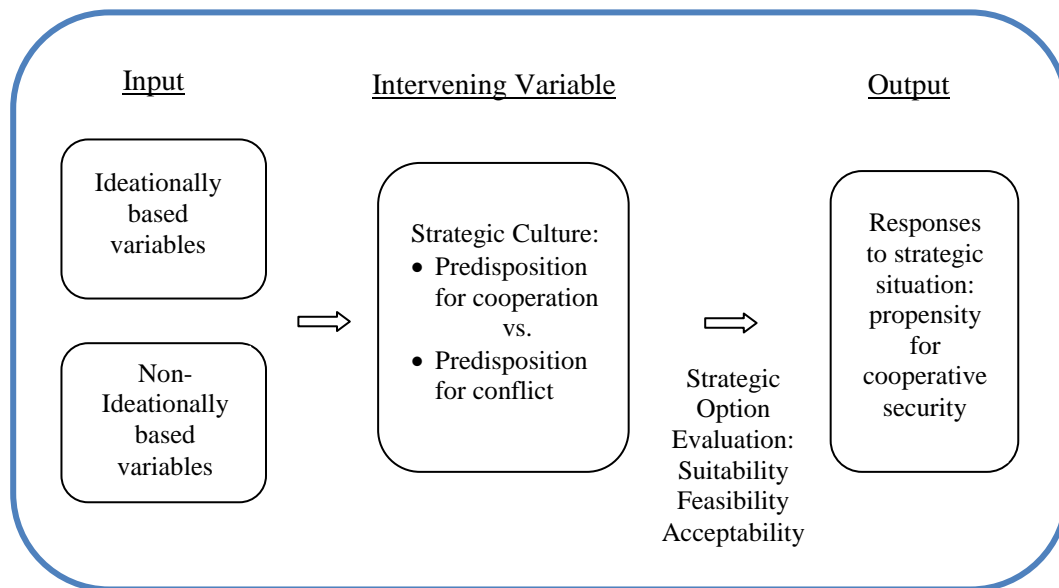 Input
Intervening Variable
Output
Ideationally
based
variables
Non-
Ideationally
based
variables
Strategic Culture:
• Predisposition
for cooperation
vs.
• Predisposition
for conflict
Strategic
Option
Evaluation:
Suitability
Feasibility
Acceptability
Responses
to strategic
situation:
propensity
for
cooperative
security